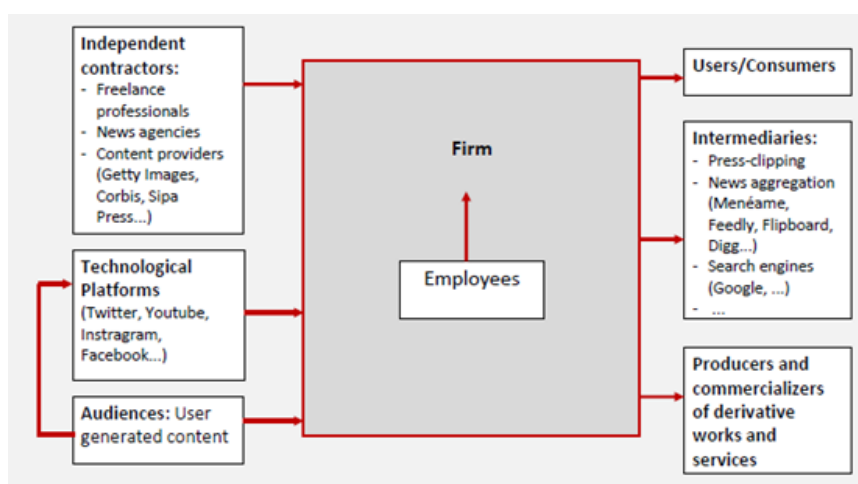 Independent
contractors:
- Freelance
professionals
- News agencies
- Content providers
(Getty Images,
Corbis, Sipa
Press...)
Technological
Platforms
(Twitter, Youtube,
Instragram,
Facebook...)
Audiences: User
generated content
Firm
Employees
Users/Consumers
Intermediaries:
- Press-clipping
- News aggregation
(Menéame,
Feedly, Flipboard,
Digg...)
- Search engines
(Google, ...)
- ...
Producers and
commercializers
of derivative
works and
services